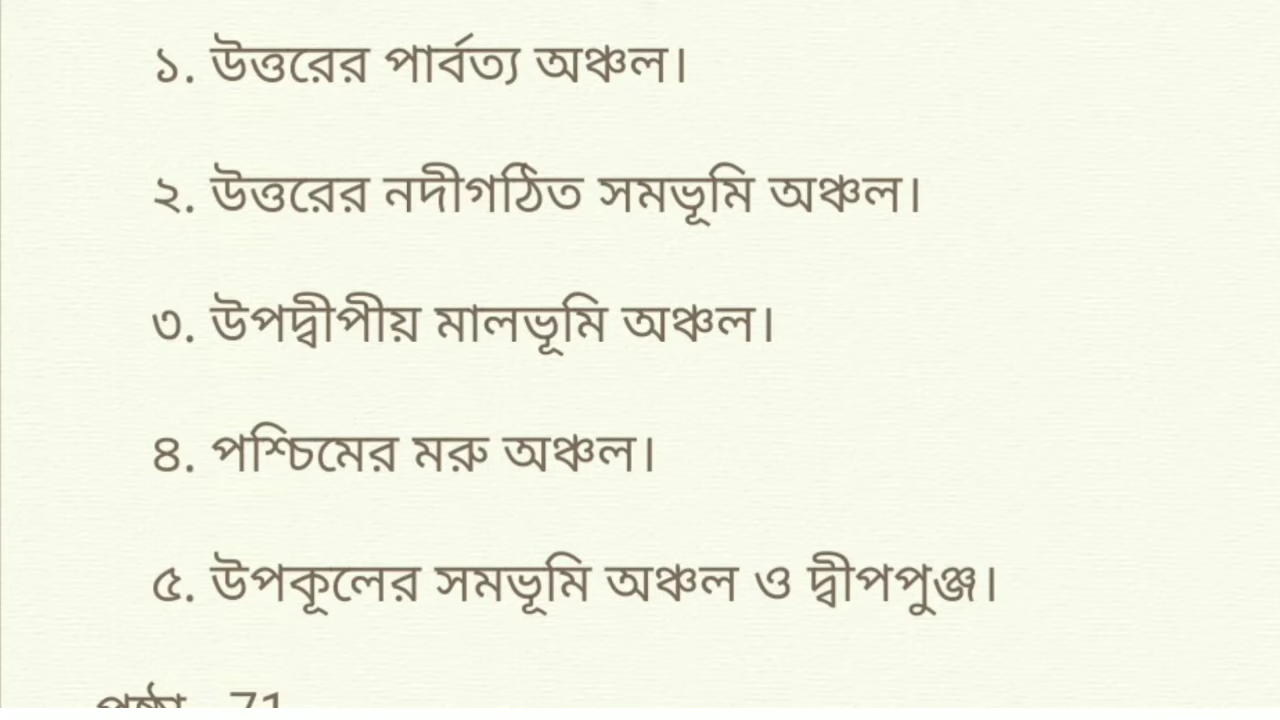 ১. উত্তরের পার্বত্য অঞ্চল।
২. উত্তরের নদীগঠিত সমভূমি অঞ্চল।
৩. উপদ্বীপীয় মালভূমি অঞ্চল।
৪. পশ্চিমের মরু অঞ্চল।
৫. উপকূলের সমভূমি অঞ্চল ও দ্বীপপুঞ্জ।
পৃষ্ঠা - 71